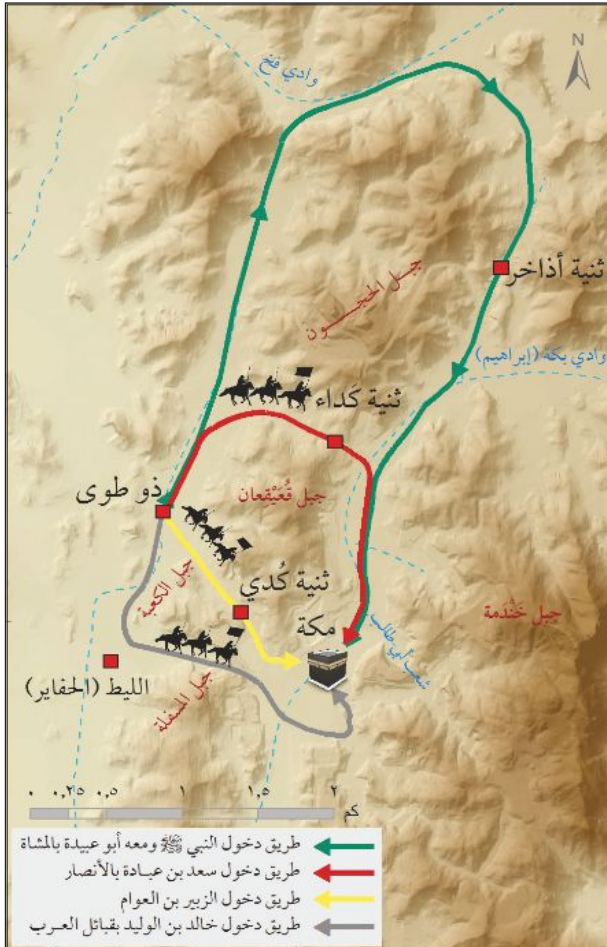 N
وادي فخ
ثنية أذاخر
جبل الحجون
وادي بكة (إبراهيم)
ثنية كَداء
ذو طوى
جبل قُعَيْقِعان
جبل الكعبة
ثنية كُدي
مكة
جبل خَنْدَمة
شعب أبي طالب
الليط (الحفاير)
جبل المسفلة
٠ ٠,٢٥ ٠,٥ ١ ١,٥ ٢
كم
طريق دخول النبي ﷺ ومعه أبو عبيدة بالمشاة
طريق دخول سعد بن عبادة بالأنصار
طريق دخول الزبير بن العوام
طريق دخول خالد بن الوليد بقبائل العرب